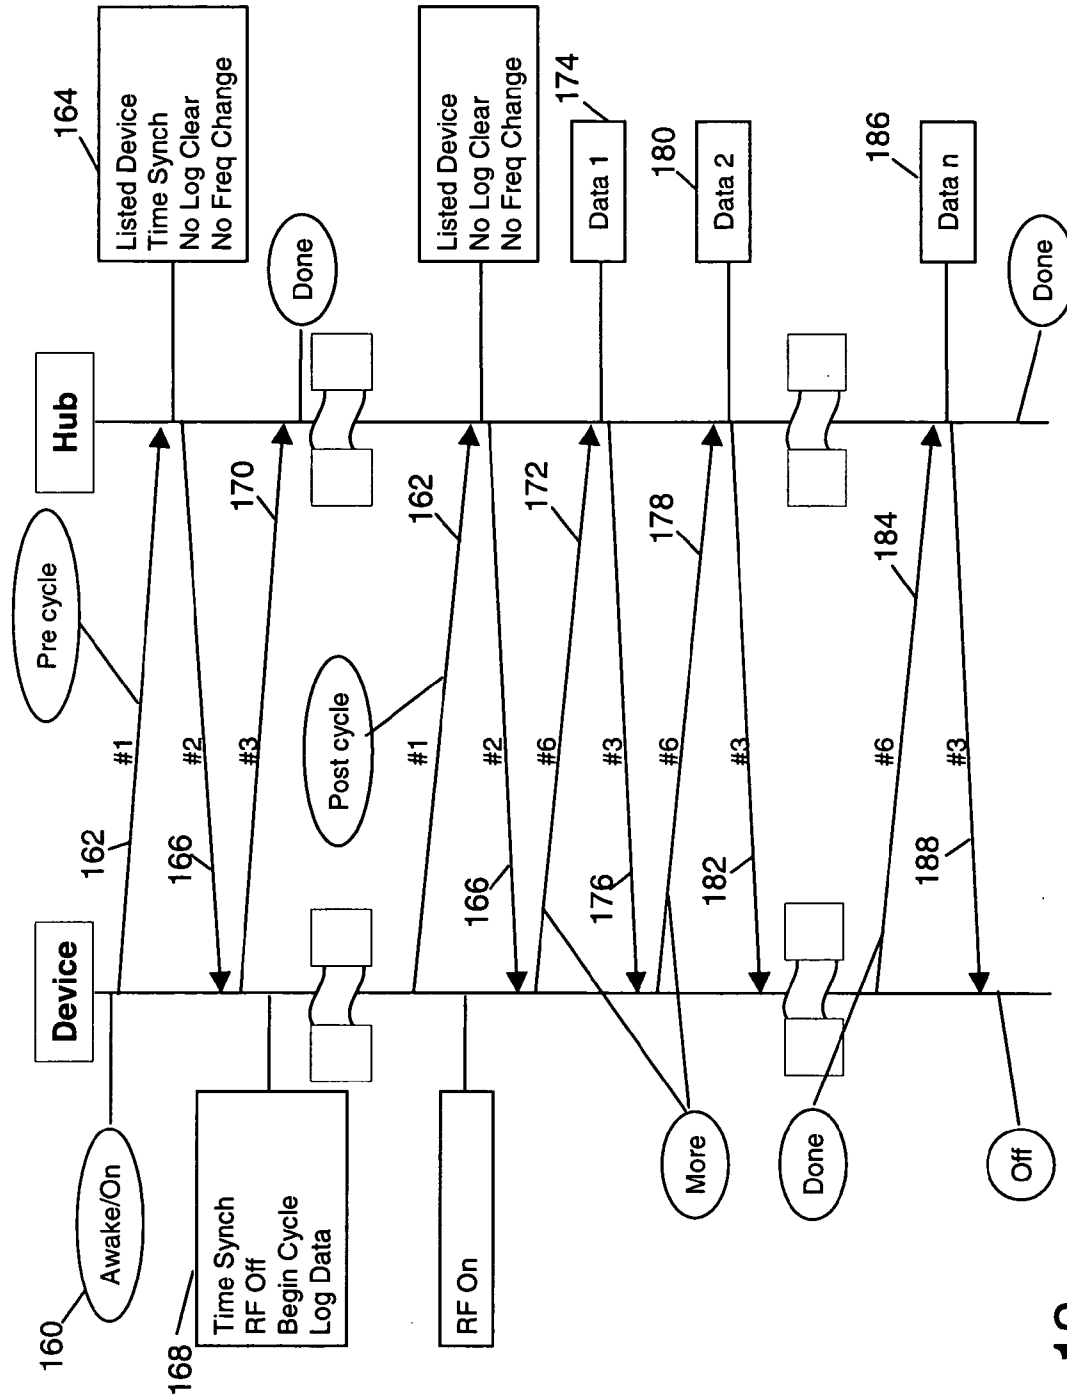 Device
Hub
160
Awake/On
Pre cycle
162
#1
164
Listed Device
Time Synch
No Log Clear
No Freq Change
166
#2
168
Time Synch
RF Off
Begin Cycle
Log Data
#3
170
Done
Post cycle
#1
162
RF On
Listed Device
No Log Clear
No Freq Change
166
#2
#6
172
Data 1
174
176
#3
More
#6
178
Data 2
180
182
#3
Done
#6
184
Data n
186
188
#3
Off
Done